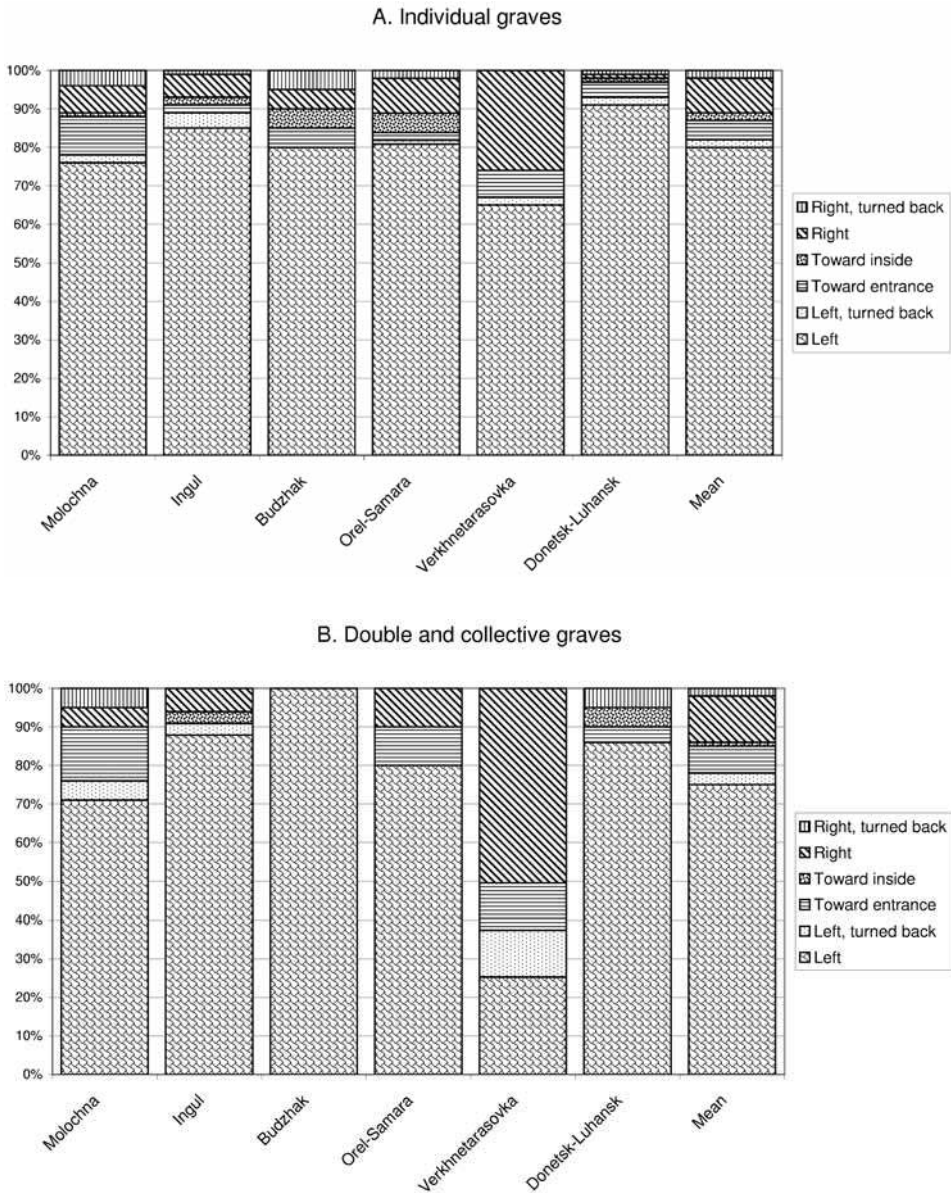 A. Individual graves
100%
90%
80%
70%
60%
50%
40%
30%
20%
10%
0%
Molochna
Ingul
Budzhak
Orel-Samara
Verkhnetarasovka
Donetsk-Luhansk
Mean
Right, turned back
Right
Toward inside
Toward entrance
Left, turned back
Left
B. Double and collective graves
100%
90%
80%
70%
60%
50%
40%
30%
20%
10%
0%
Molochna
Ingul
Budzhak
Orel-Samara
Verkhnetarasovka
Donetsk-Luhansk
Mean
Right, turned back
Right
Toward inside
Toward entrance
Left, turned back
Left